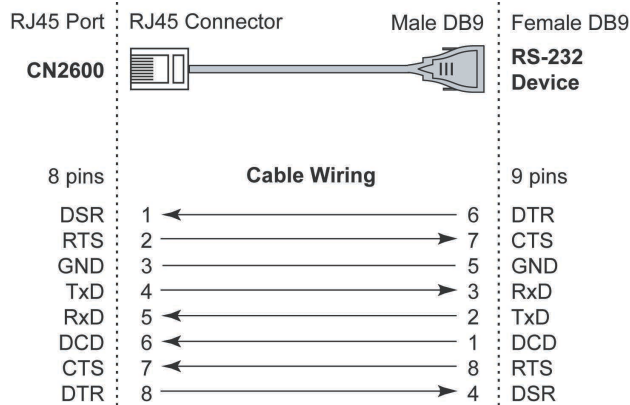 RJ45 Port RJ45 Connector Male DB9 Female DB9
CN2600 RS-232
Device
8 pins Cable Wiring 9 pins
DSR 1 6 DTR
RTS 2 7 CTS
GND 3 5 GND
TxD 4 3 RxD
RxD 5 2 TxD
DCD 6 1 DCD
CTS 7 8 RTS
DTR 8 4 DSR